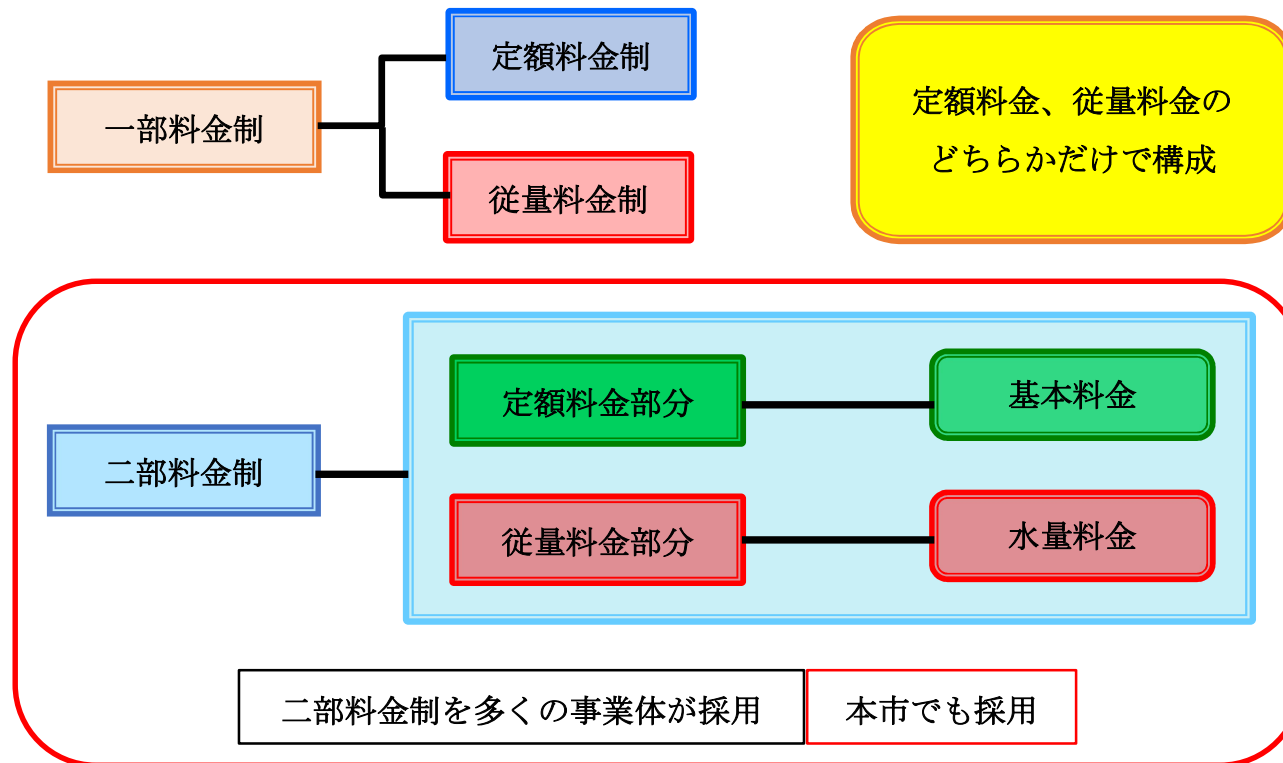 定額料金制
一部料金制
従量料金制
定額料金、従量料金の
どちらかだけで構成
定額料金部分
基本料金
二部料金制
従量料金部分
水量料金
二部料金制を多くの事業体が採用
本市でも採用